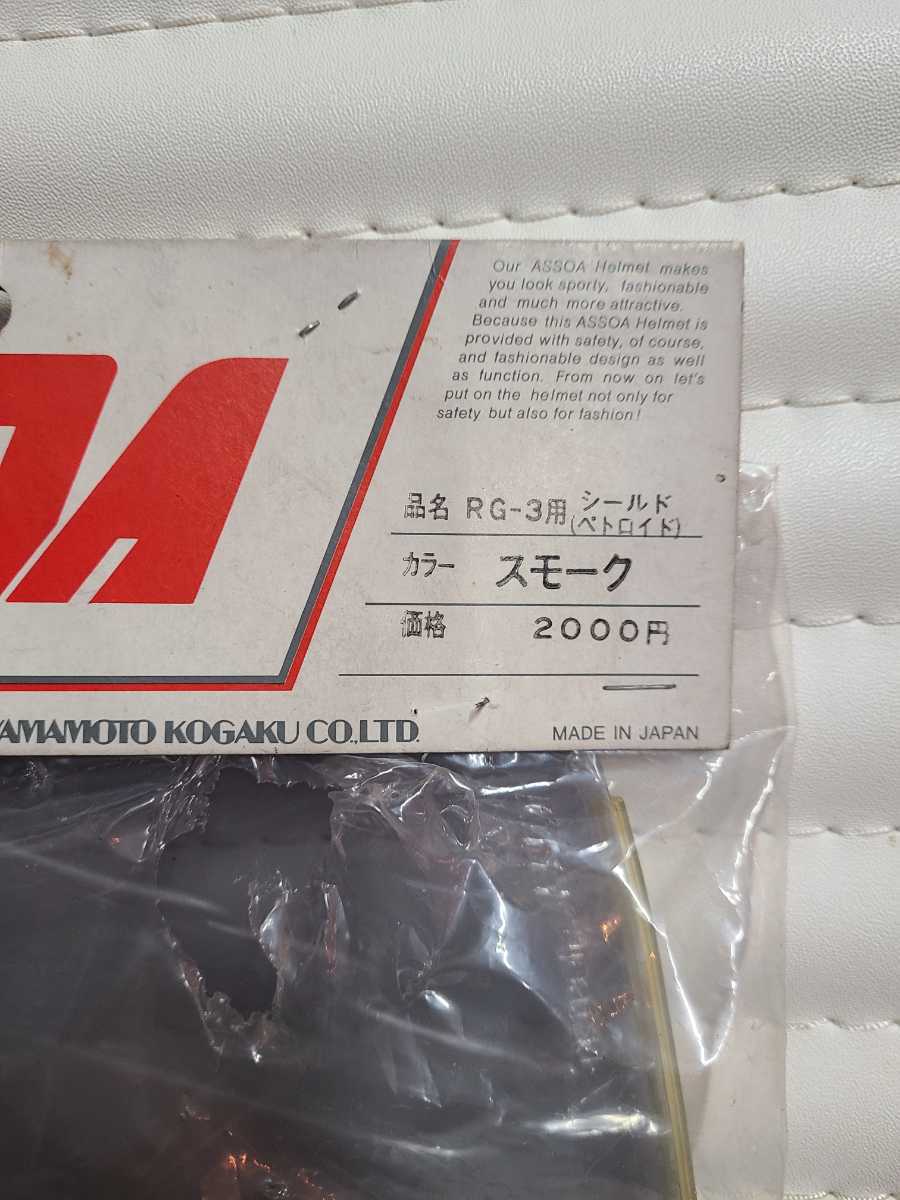 Our ASSOA Helmet makes
you look sporty, fashionable
and much more attractive.
Because this ASSOA Helmet is
provided with safety, of course,
and fashionable design as well
as function. From now on let's
put on the helmet not only for
safety but also for fashion!
OA
品名 RG-3用 シールド
(ペトロイド)
カラー スモーク
価格 2000円
YAMAMOTO KOGAKU CO.,LTD.
MADE IN JAPAN